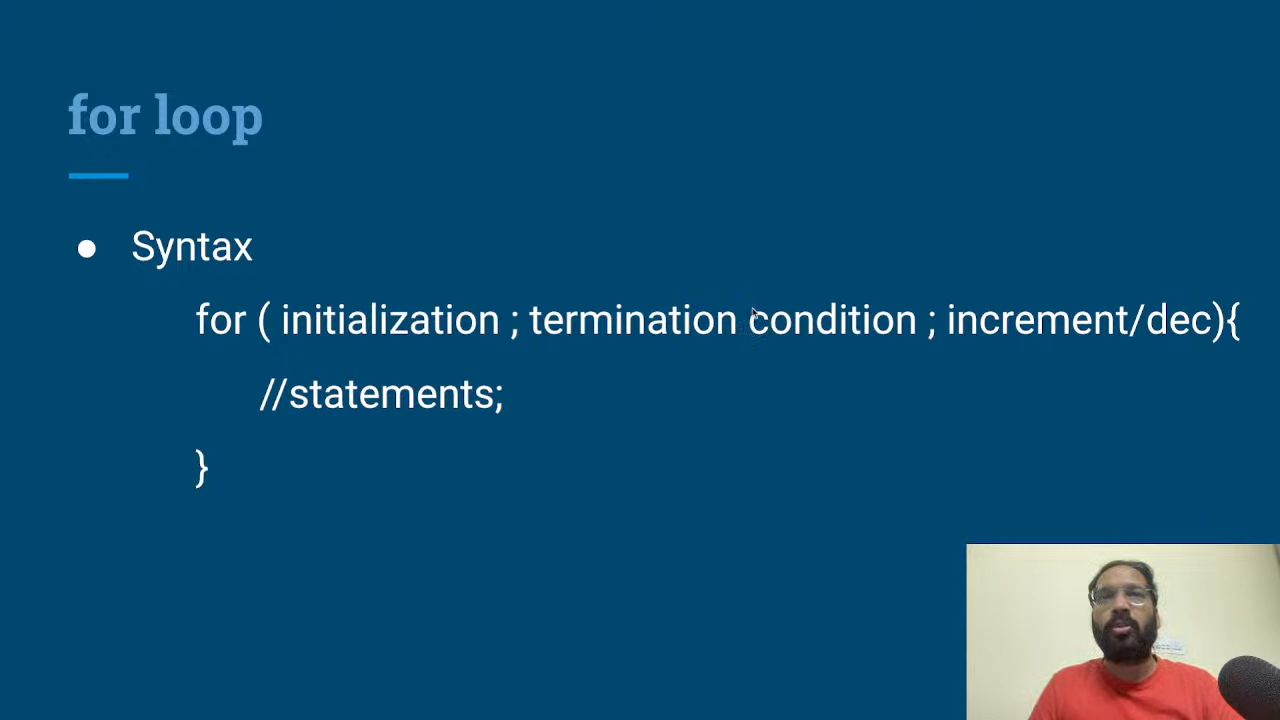 for loop
● Syntax
for ( initialization ; termination condition ; increment/dec){
//statements;
}